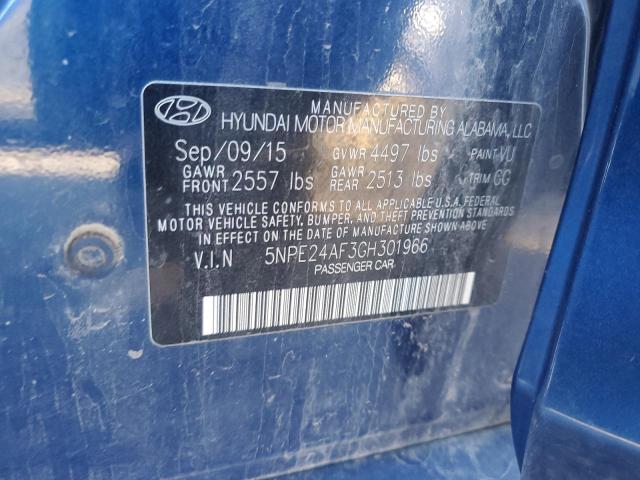 MANUFACTURED BY
HYUNDAI MOTOR MANUFACTURING ALABAMA, LLC
Sep/09/15 GVWR 4497 lbs PAINT VU
GAWR FRONT 2557 lbs GAWR REAR 2513 lbs TRIM GG
THIS VEHICLE CONFORMS TO ALL APPLICABLE U.S.A. FEDERAL
MOTOR VEHICLE SAFETY, BUMPER, AND THEFT PREVENTION STANDARDS
IN EFFECT ON THE DATE OF MANUFACTURE SHOWN ABOVE
V.I.N 5NPE24AF3GH301966
PASSENGER CAR